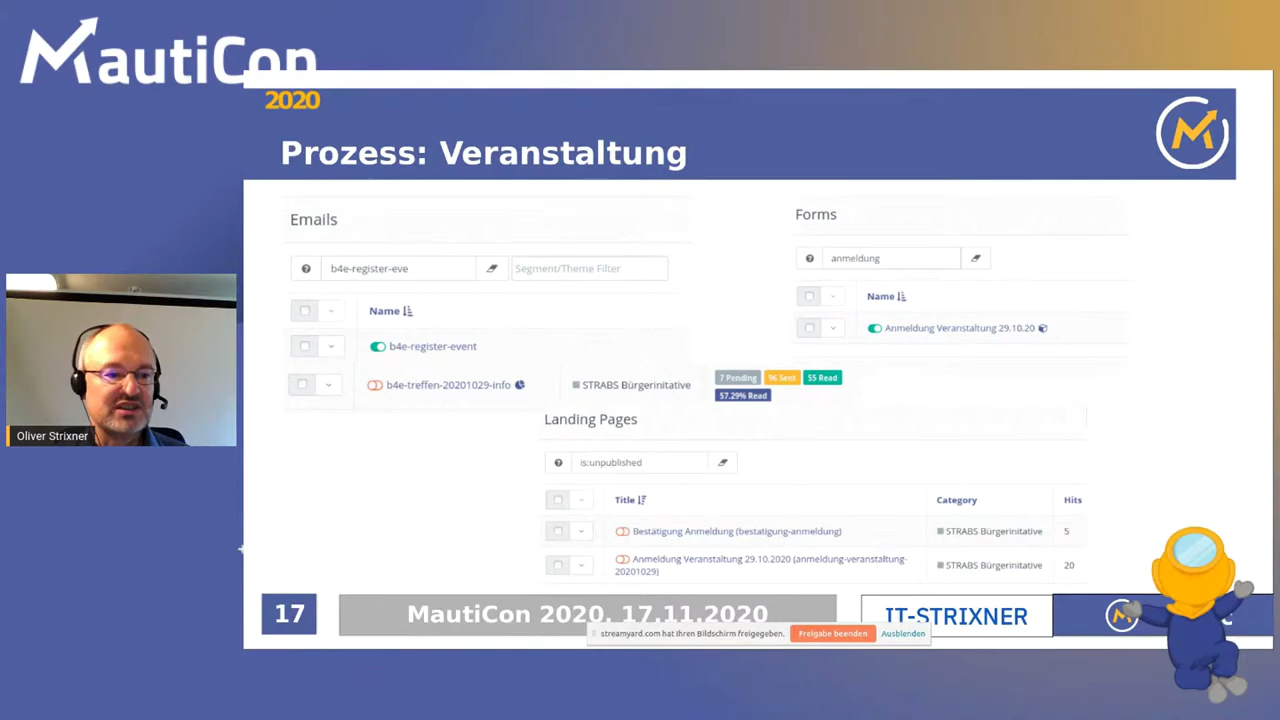 MautiCon
2020
Prozess: Veranstaltung
Emails
b4e-register-eve
Segment/Theme Filter
Name
b4e-register-event
b4e-treffen-20201029-info
STRABS Bürgerinitiative
7 Pending
96 Sent
55 Read
57.29% Read
Forms
anmeldung
Name
Anmeldung Veranstaltung 29.10.20
Landing Pages
is:unpublished
Title
Category
Hits
Bestätigung Anmeldung (bestatigung-anmeldung)
STRABS Bürgerinitative
5
Anmeldung Veranstaltung 29.10.2020 (anmeldung-veranstaltung-
20201029)
STRABS Bürgerinitative
20
Oliver Strixner
17
MautiCon 2020, 17.11.2020
IT-STRIXNER
streamyard.com hat Ihren Bildschirm freigegeben.
Freigabe beenden
Ausblenden